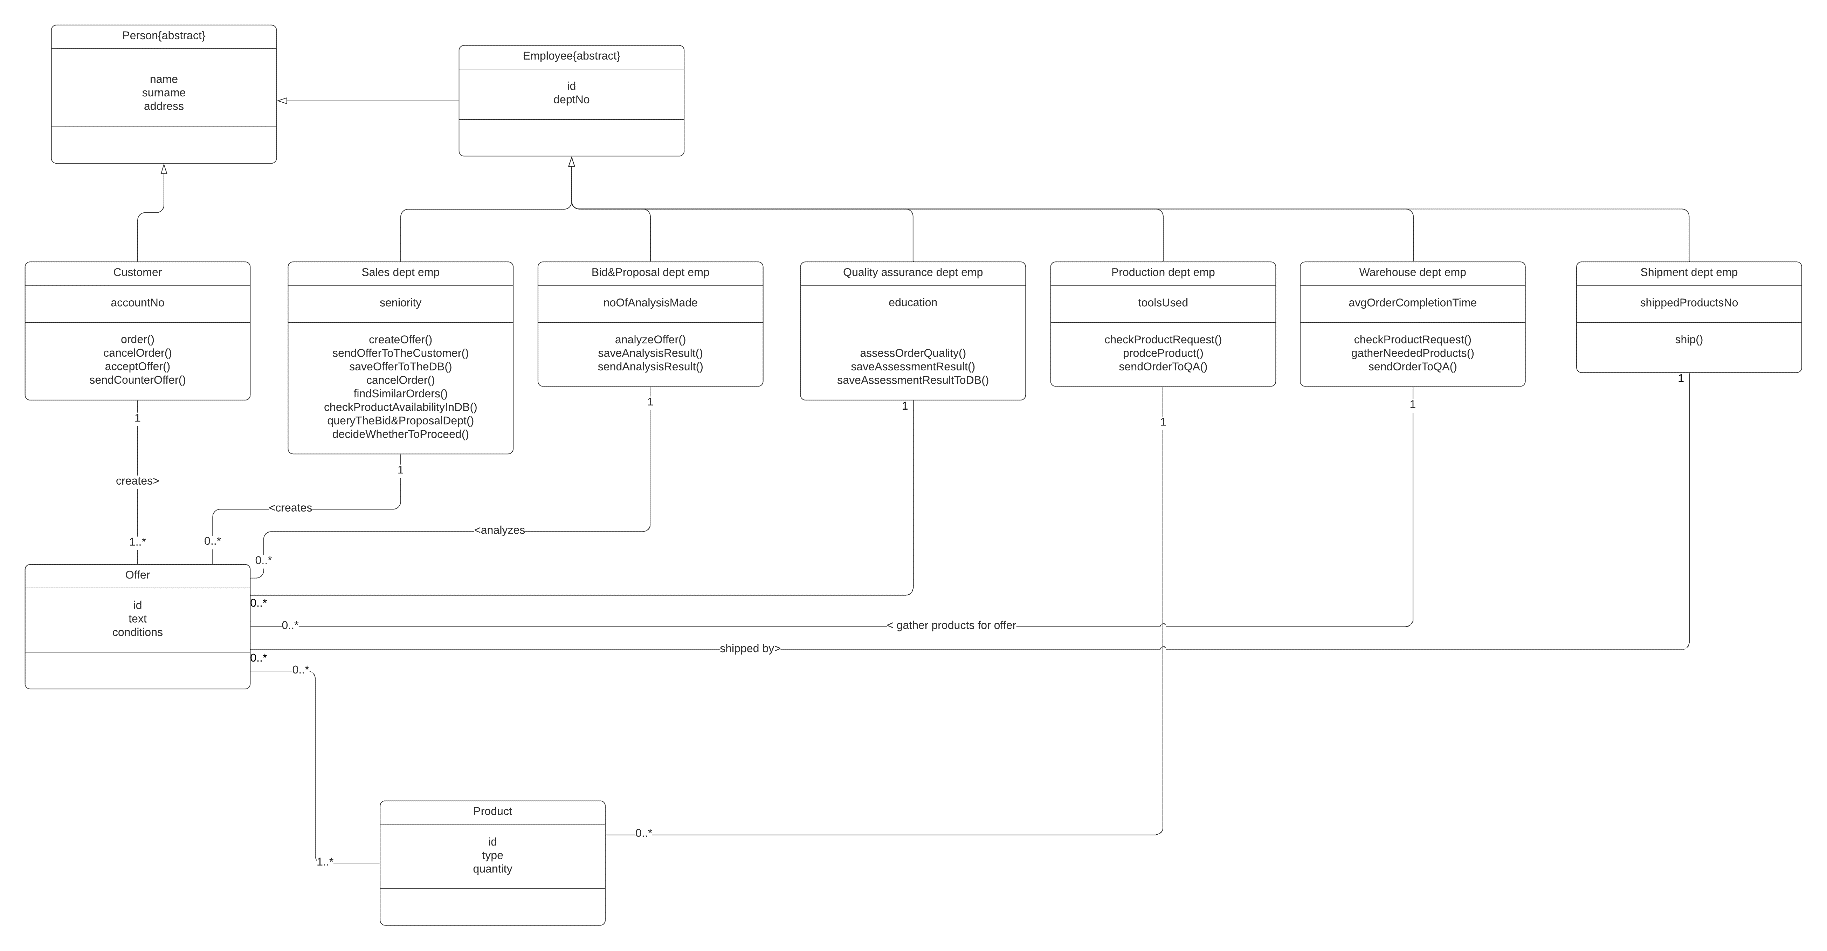 Person{abstract}
name
surname
address
Employee{abstract}
id
deptNo
Customer
accountNo
order()
cancelOrder()
acceptOffer()
sendCounterOffer()
Sales dept emp
seniority
createOffer()
sendOfferToTheCustomer()
saveOfferToTheDB()
cancelOrder()
findSimilarOrders()
checkProductAvailabilityInDB()
queryTheBid&ProposalDept()
decideWhetherToProceed()
Bid&Proposal dept emp
noOfAnalysisMade
analyzeOffer()
saveAnalysisResult()
sendAnalysisResult()
Quality assurance dept emp
education
assessOrderQuality()
saveAssessmentResult()
saveAssessmentResultToDB()
Production dept emp
toolsUsed
checkProductRequest()
prodceProduct()
sendOrderToQA()
Warehouse dept emp
avgOrderCompletionTime
checkProductRequest()
gatherNeededProducts()
sendOrderToQA()
Shipment dept emp
shippedProductsNo
ship()
1
1
1
1
1
1
1
creates>
<creates
<analyzes
1..*
0..*
0..*
Offer
id
text
conditions
0..*
0..*
< gather products for offer
shipped by>
0..*
0..*
Product
id
type
quantity
0..*
1..*